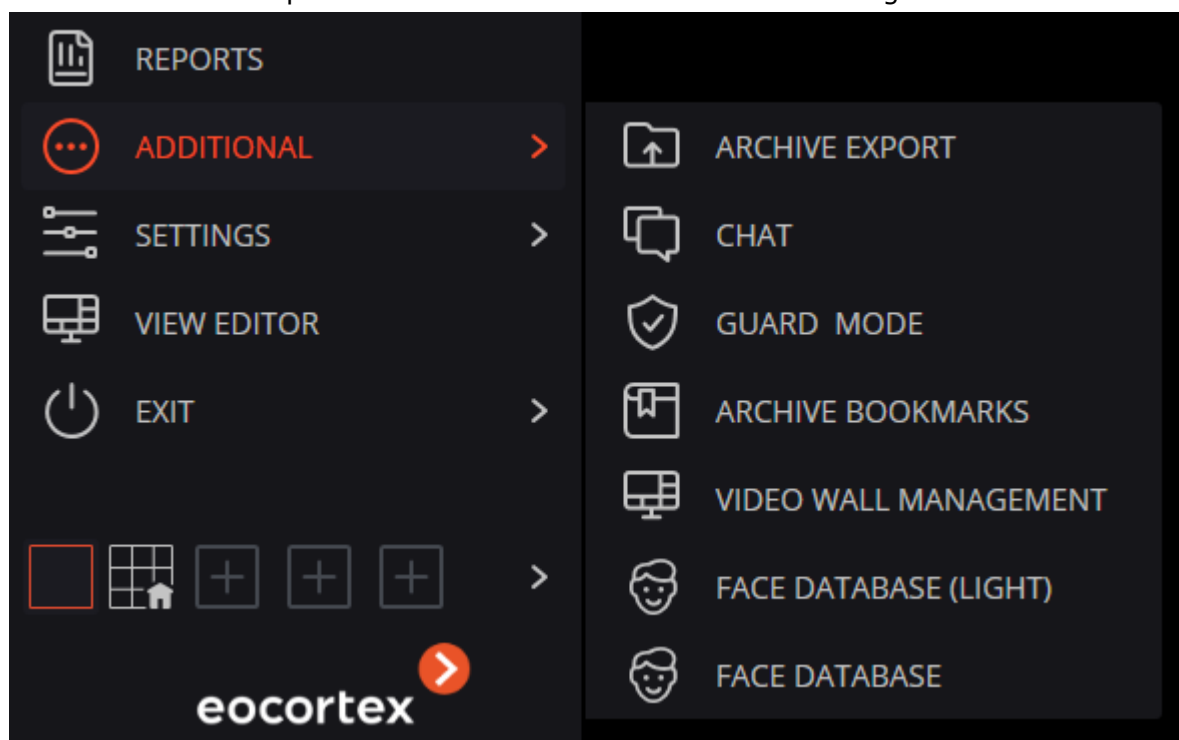 REPORTS
ADDITIONAL
SETTINGS
VIEW EDITOR
EXIT
eocortex
ARCHIVE EXPORT
CHAT
GUARD MODE
ARCHIVE BOOKMARKS
VIDEO WALL MANAGEMENT
FACE DATABASE (LIGHT)
FACE DATABASE